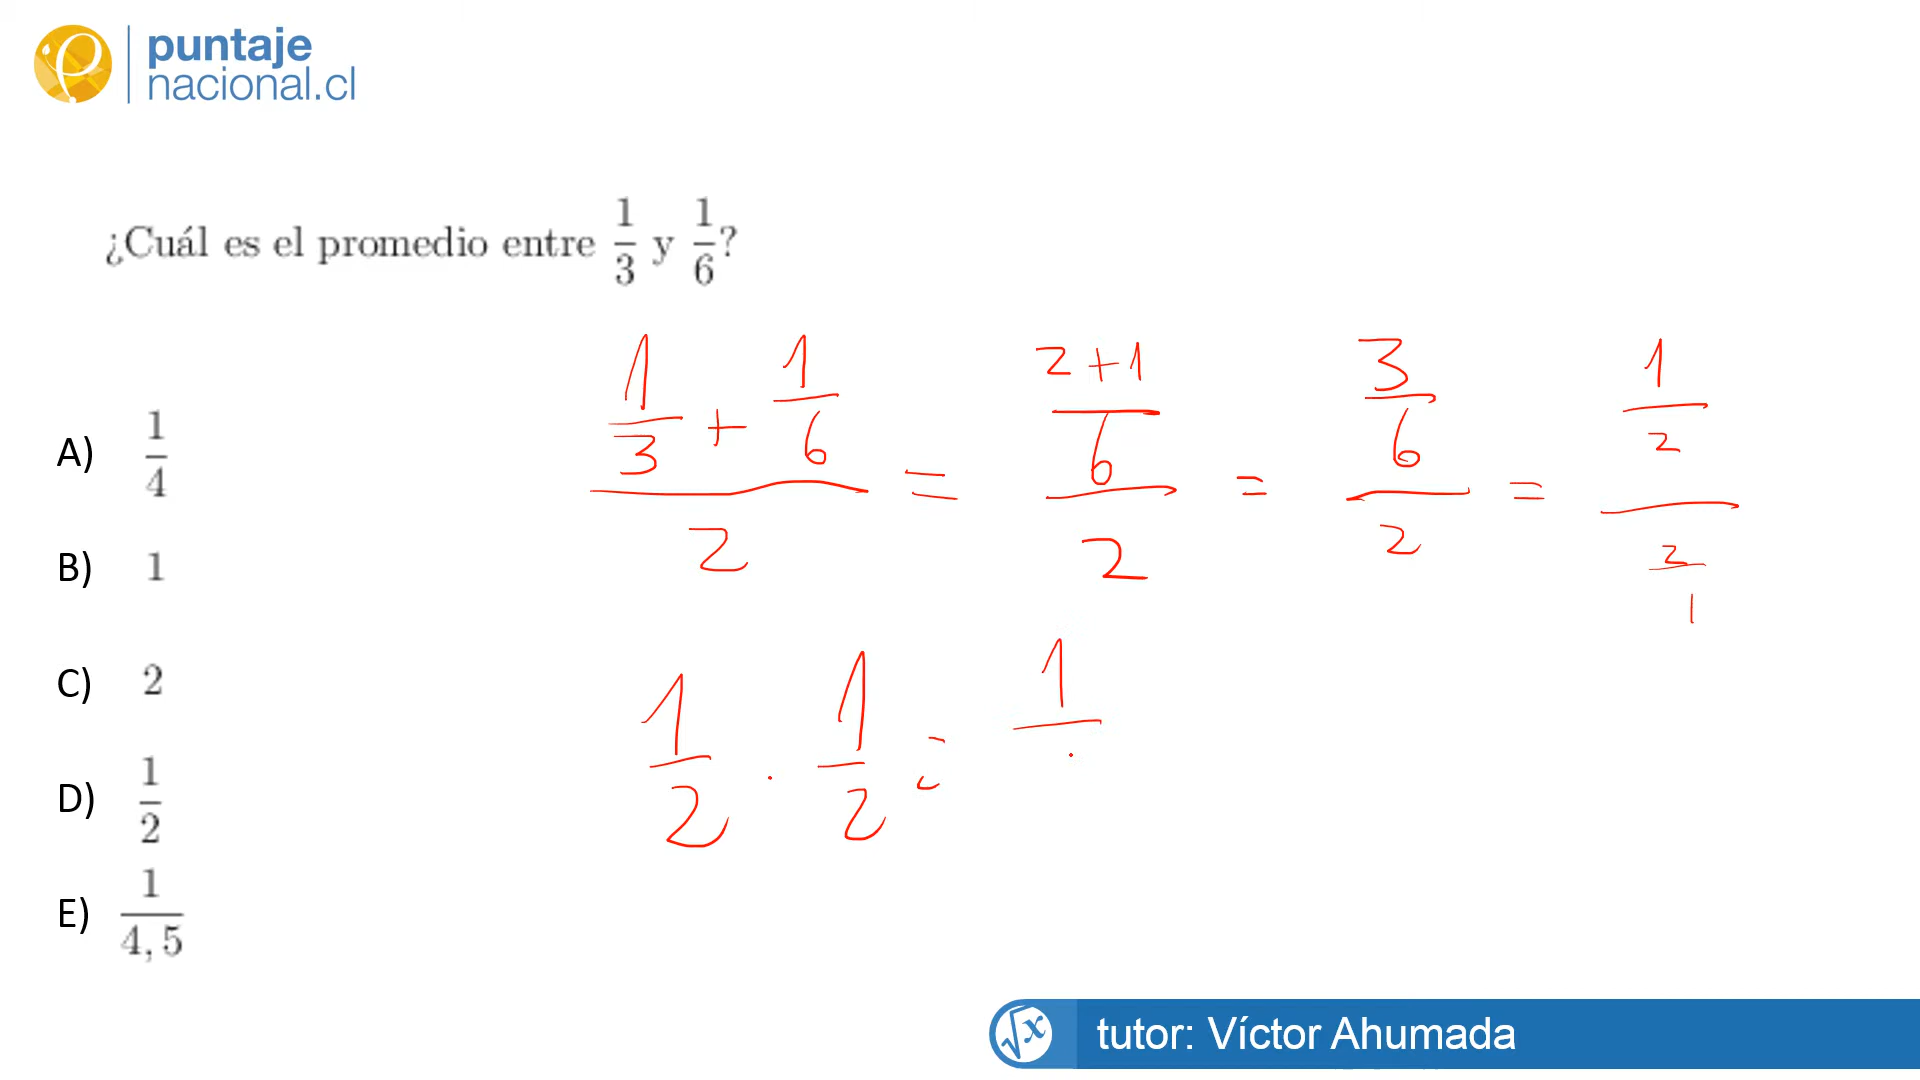 puntaje
nacional.cl
¿Cuál es el promedio entre 1/3 y 1/6?
(1/3 + 1/6)/2 = ((2+1)/6)/2 = (3/6)/2 = (1/2)/(2/1)
A) 1/4
B) 1
C) 2
1/2 · 1/2 = 1/
D) 1/2
E) 1/4,5
√x tutor: Víctor Ahumada